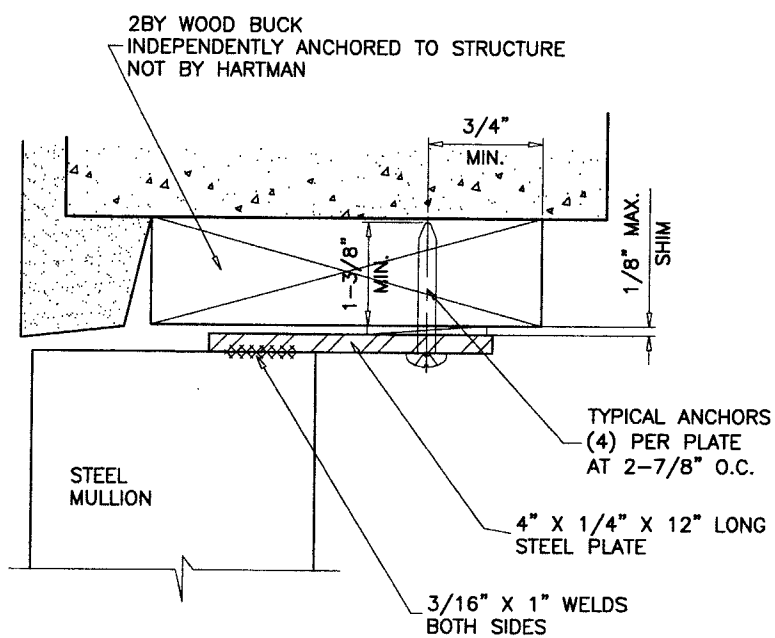 2BY WOOD BUCK
INDEPENDENTLY ANCHORED TO STRUCTURE
NOT BY HARTMAN
3/4"
MIN.
1-3/8"
MIN.
1/8" MAX.
SHIM
TYPICAL ANCHORS
(4) PER PLATE
AT 2-7/8" O.C.
STEEL
MULLION
4" X 1/4" X 12" LONG
STEEL PLATE
3/16" X 1" WELDS
BOTH SIDES